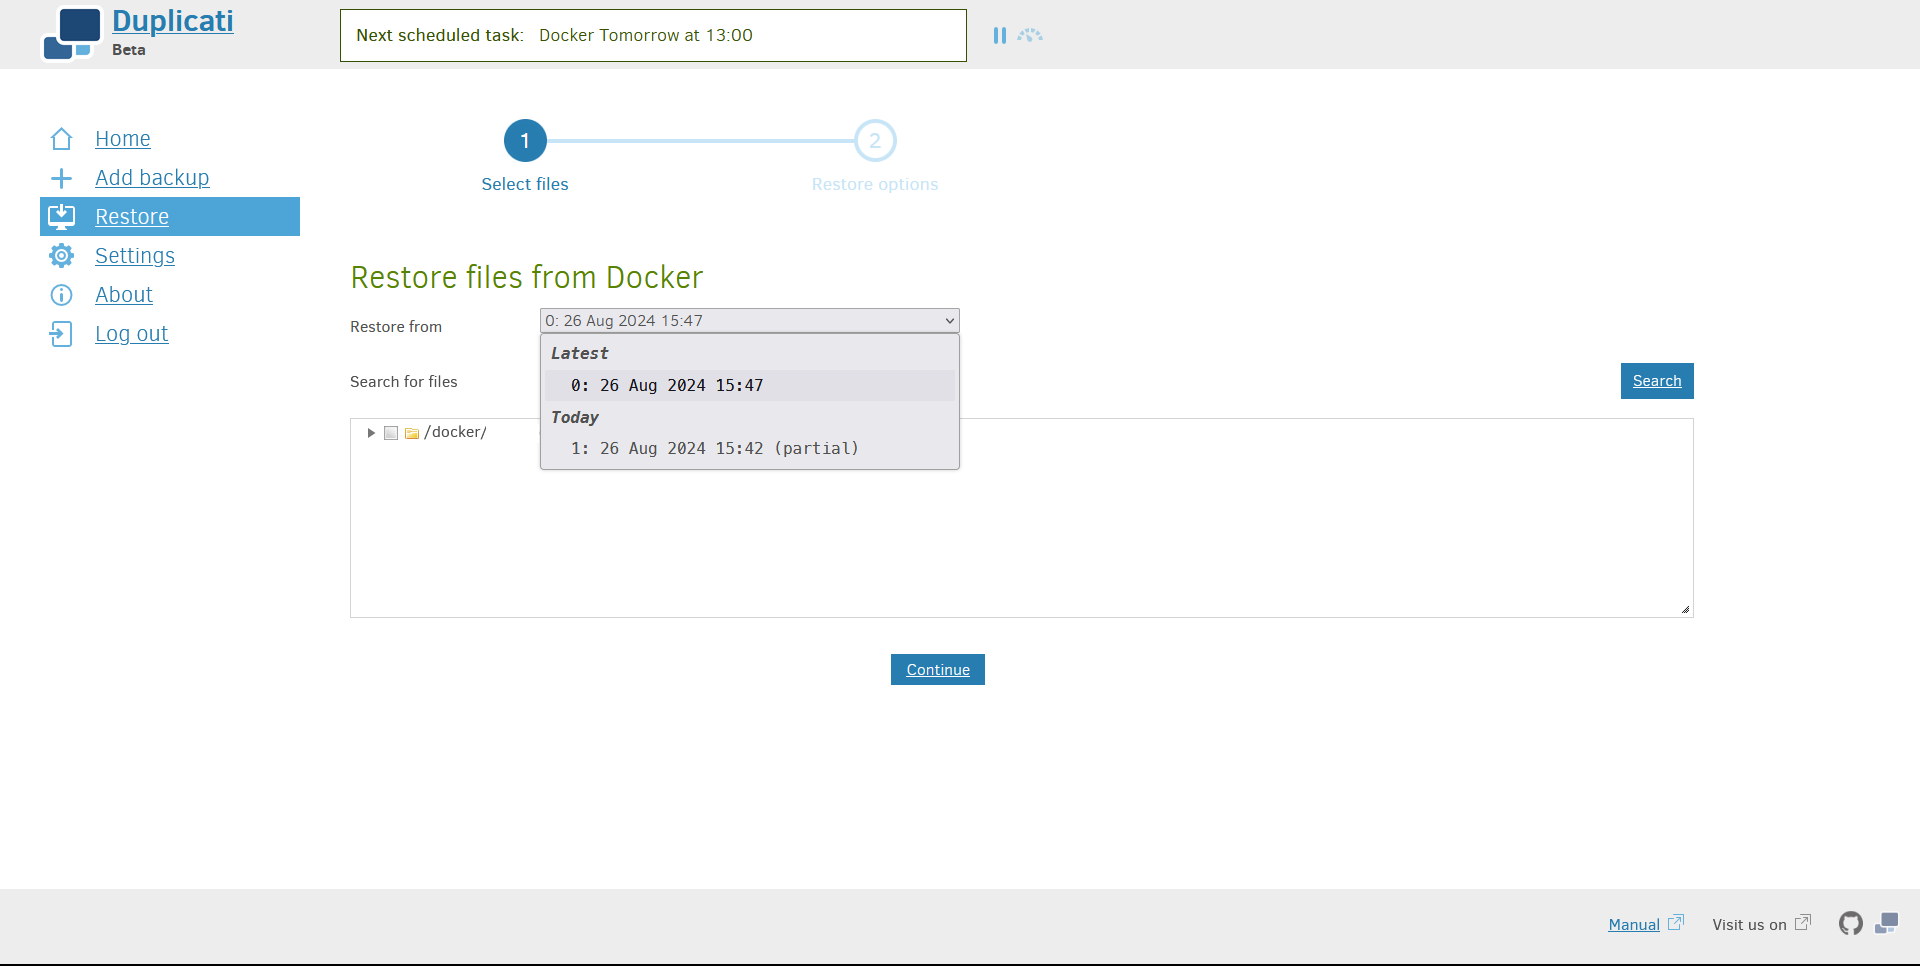 Duplicati
Beta
Next scheduled task: Docker Tomorrow at 13:00
Home
Add backup
Restore
Settings
About
Log out
1
2
Select files
Restore options
Restore files from Docker
Restore from
0: 26 Aug 2024 15:47
Latest
0: 26 Aug 2024 15:47
Today
1: 26 Aug 2024 15:42 (partial)
Search for files
Search
/docker/
Continue
Manual
Visit us on